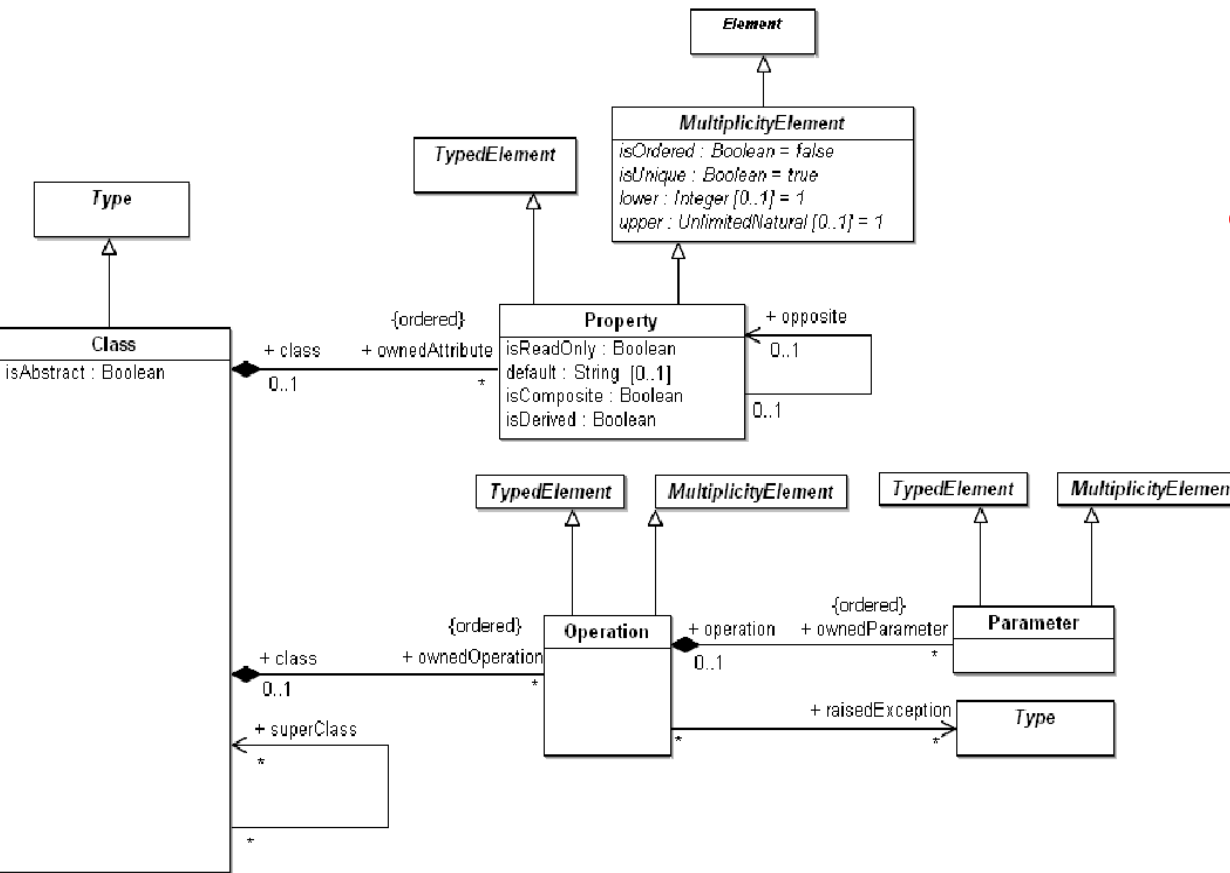 Element
MultiplicityElement
isOrdered : Boolean = false
isUnique : Boolean = true
lower : Integer [0..1] = 1
upper : UnlimitedNatural [0..1] = 1
TypedElement
Type
Class
isAbstract : Boolean
{ordered}
+ class
+ ownedAttribute
0..1
*
Property
isReadOnly : Boolean
default : String [0..1]
isComposite : Boolean
isDerived : Boolean
+ opposite
0..1
0..1
TypedElement
MultiplicityElement
TypedElement
MultiplicityElemen
{ordered}
+ class
+ ownedOperation
0..1
*
Operation
{ordered}
+ operation
+ ownedParameter
0..1
*
Parameter
+ raisedException
*
*
Type
+ superClass
*
*